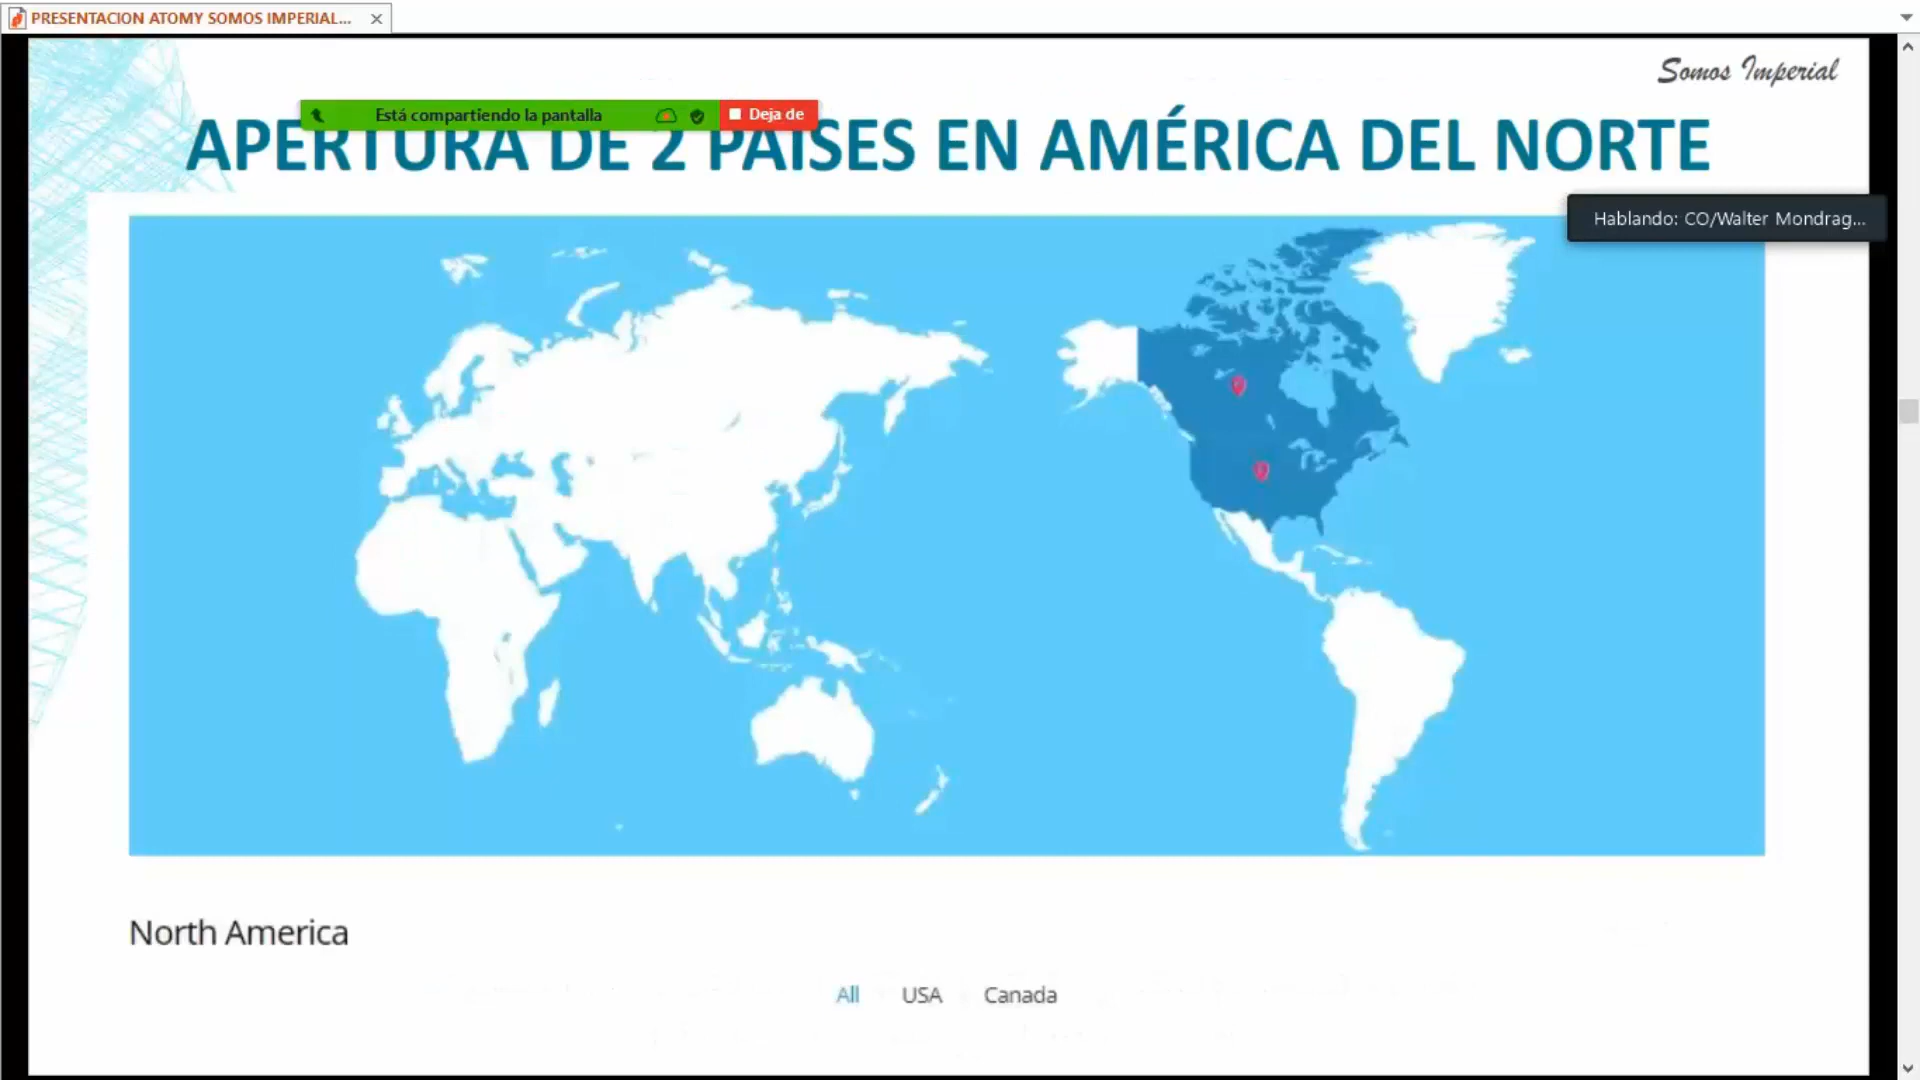 PRESENTACION ATOMY SOMOS IMPERIAL...
Somos Imperial
Está compartiendo la pantalla
Deja de
APERTURA DE 2 PAÍSES EN AMÉRICA DEL NORTE
Hablando: CO/Walter Mondrag...
North America
All USA Canada